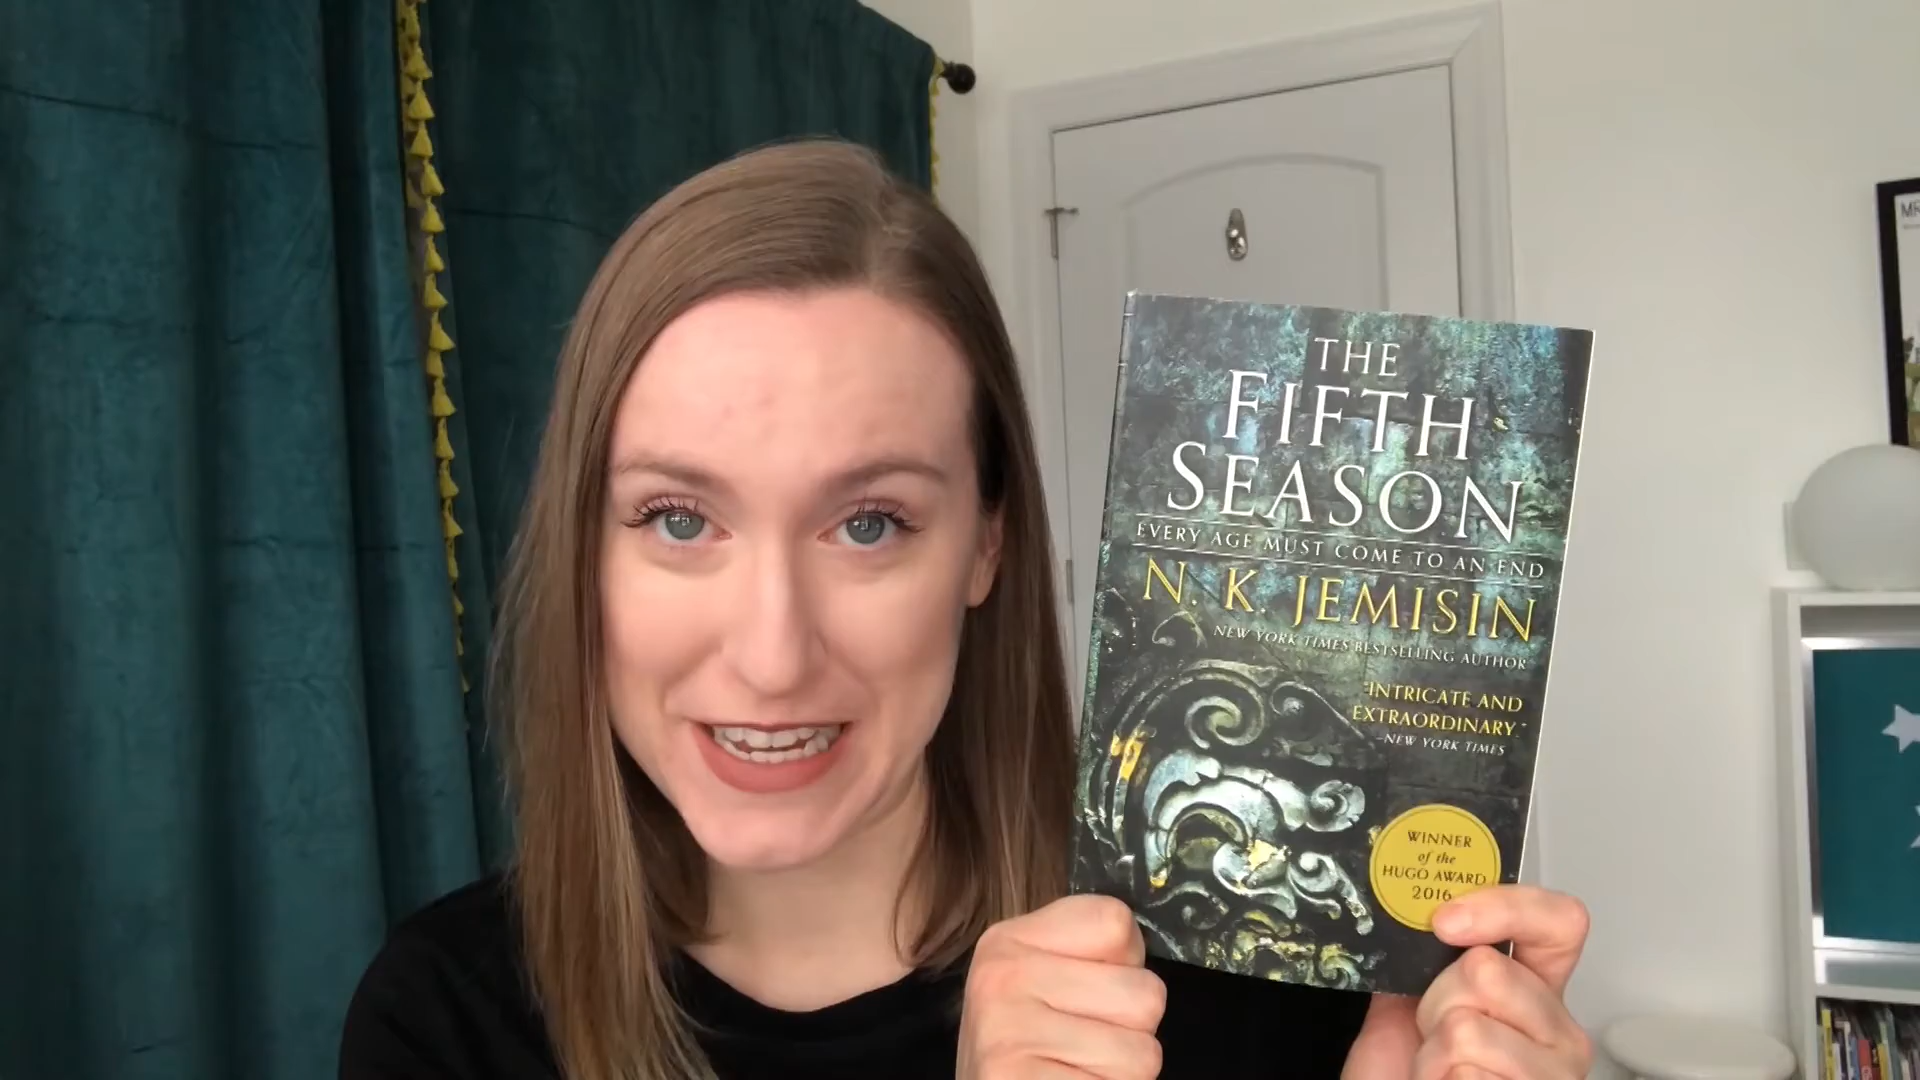 THE
FIFTH
SEASON
EVERY AGE MUST COME TO AN END
N. K. JEMISIN
NEW YORK TIMES BESTSELLING AUTHOR
"INTRICATE AND
EXTRAORDINARY."
–NEW YORK TIMES
WINNER
of the
HUGO AWARD
2016